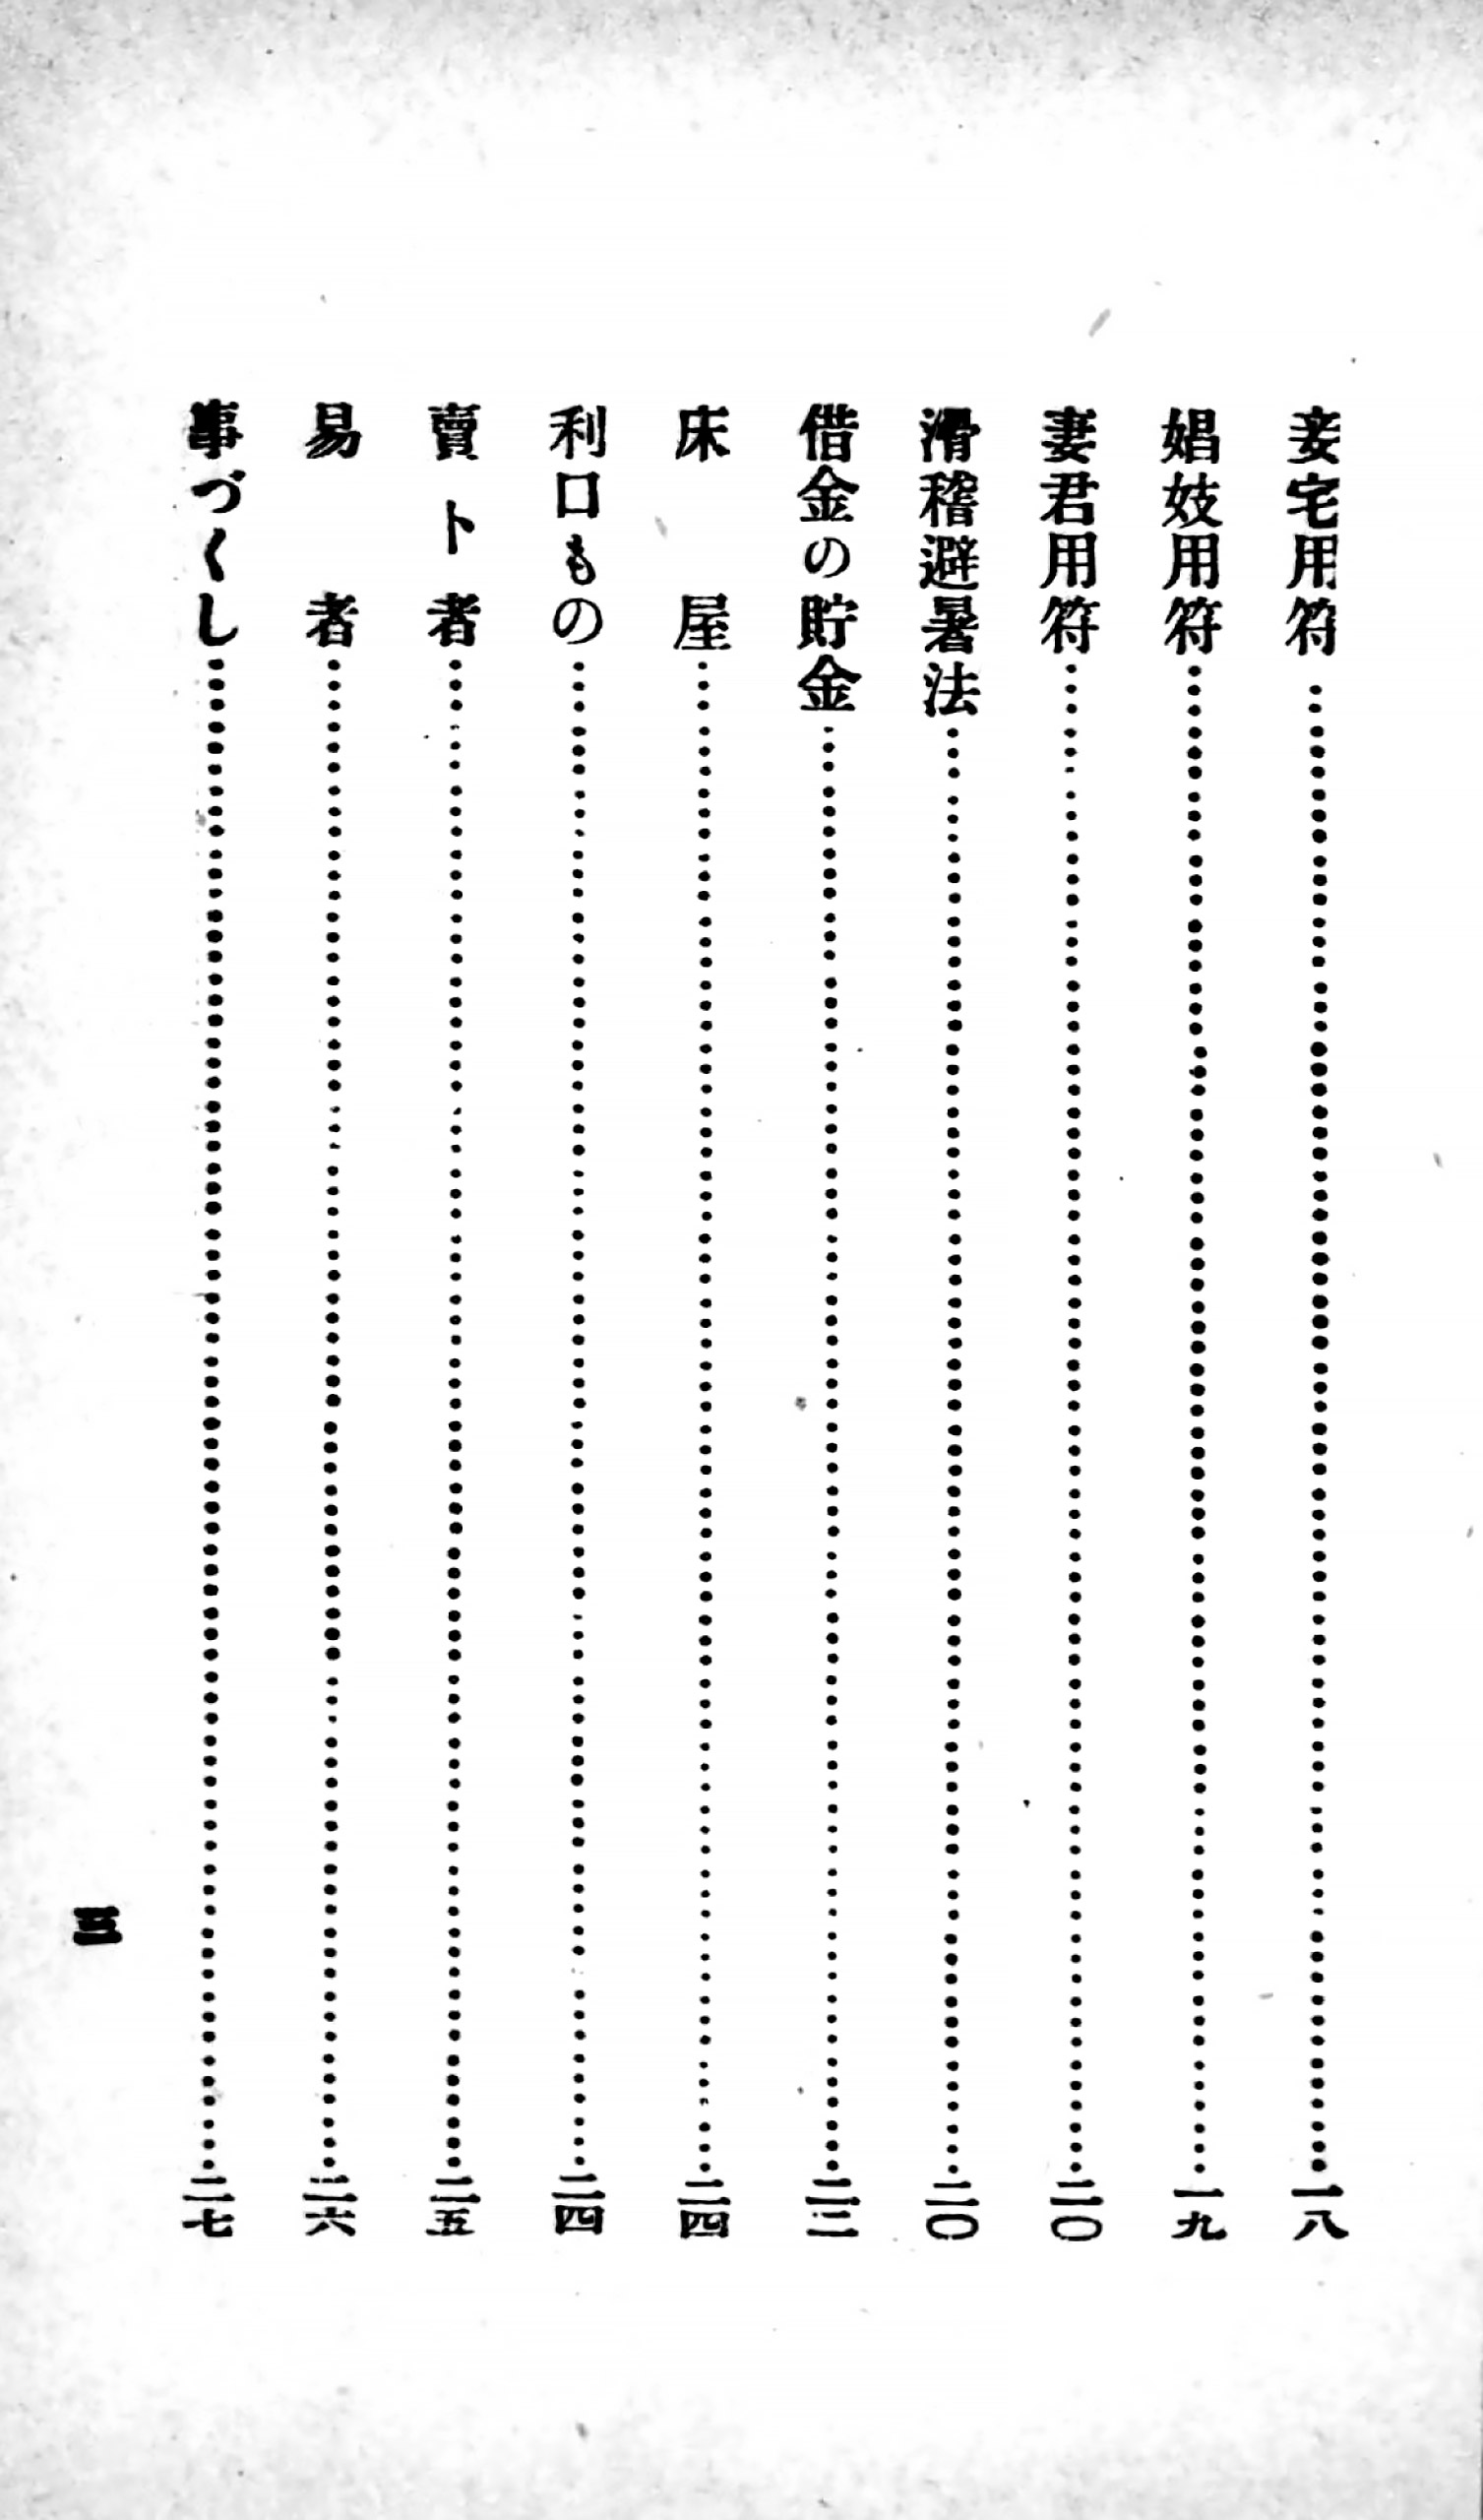 妾宅用符……一八
娼妓用符……一九
妻君用符……二〇
滑稽避暑法……二〇
借金の貯金……二三
床屋……二四
利口もの……二四
賣卜者……二五
易者……二六
事づくし……二七
三